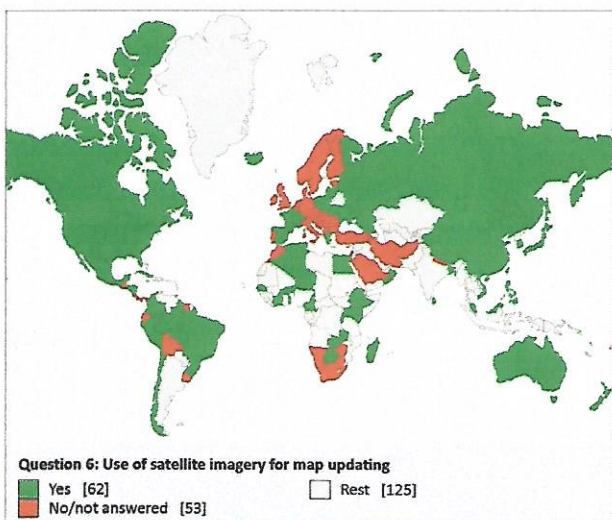 Question 6: Use of satellite imagery for map updating
Yes [62]
Rest [125]
No/not answered [53]